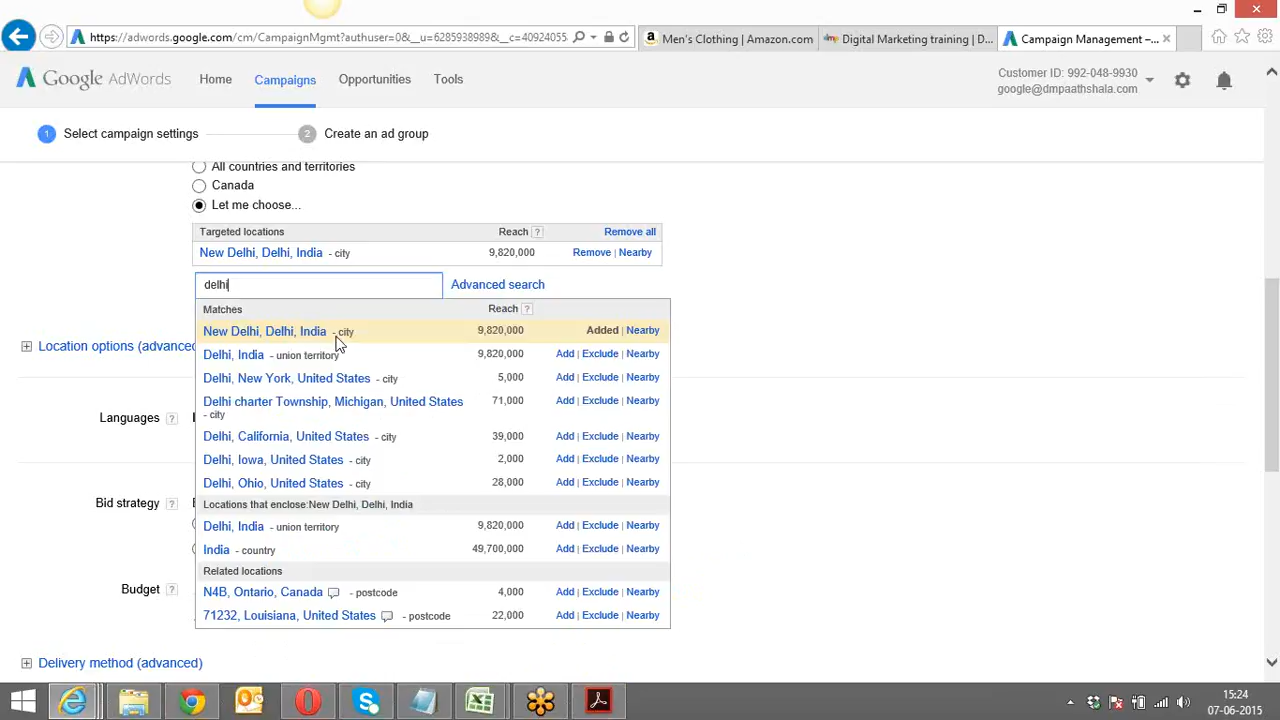 https://adwords.google.com/cm/CampaignMgmt?authuser=0&__u=6285938989&__c=40924055...
Men's Clothing | Amazon.com
Digital Marketing training | D...
Campaign Management –...
Google AdWords
Home
Campaigns
Opportunities
Tools
Customer ID: 992-048-9930
google@dmpaathshala.com
1 Select campaign settings
2 Create an ad group
All countries and territories
Canada
Let me choose...
Targeted locations Reach ? Remove all
New Delhi, Delhi, India - city 9,820,000 Remove | Nearby
delhi Advanced search
Matches Reach ?
New Delhi, Delhi, India - city 9,820,000 Added | Nearby
Delhi, India - union territory 9,820,000 Add | Exclude | Nearby
Delhi, New York, United States - city 5,000 Add | Exclude | Nearby
Delhi charter Township, Michigan, United States 71,000 Add | Exclude | Nearby
- city
Delhi, California, United States - city 39,000 Add | Exclude | Nearby
Delhi, Iowa, United States - city 2,000 Add | Exclude | Nearby
Delhi, Ohio, United States - city 28,000 Add | Exclude | Nearby
Locations that enclose:New Delhi, Delhi, India
Delhi, India - union territory 9,820,000 Add | Exclude | Nearby
India - country 49,700,000 Add | Exclude | Nearby
Related locations
N4B, Ontario, Canada - postcode 4,000 Add | Exclude | Nearby
71232, Louisiana, United States - postcode 22,000 Add | Exclude | Nearby
Location options (advanced
Languages ?
Bid strategy ?
Budget ?
Delivery method (advanced)
15:24
07-06-2015